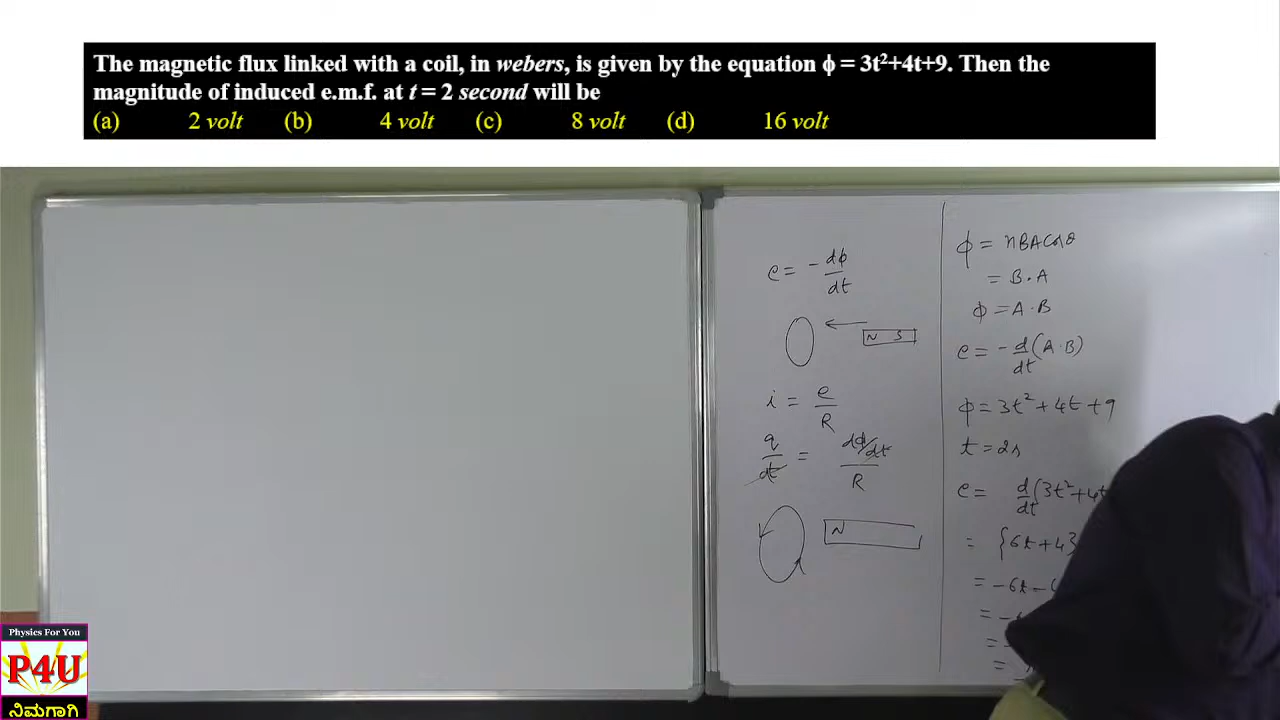 The magnetic flux linked with a coil, in webers, is given by the equation ϕ = 3t²+4t+9. Then the
magnitude of induced e.m.f. at t = 2 second will be
(a) 2 volt (b) 4 volt (c) 8 volt (d) 16 volt
e = - dϕ/dt
N S
i = e/R
q/dt = dϕ/dt / R
N
ϕ = nBA cos θ
= B·A
ϕ = A·B
e = - d/dt (A·B)
ϕ = 3t² + 4t + 9
t = 2s
e = d/dt (3t² + 4t
= {6t + 4}
= -6t -
=
=
=
Physics For You
P4U
ನಿಮಗಾಗಿ